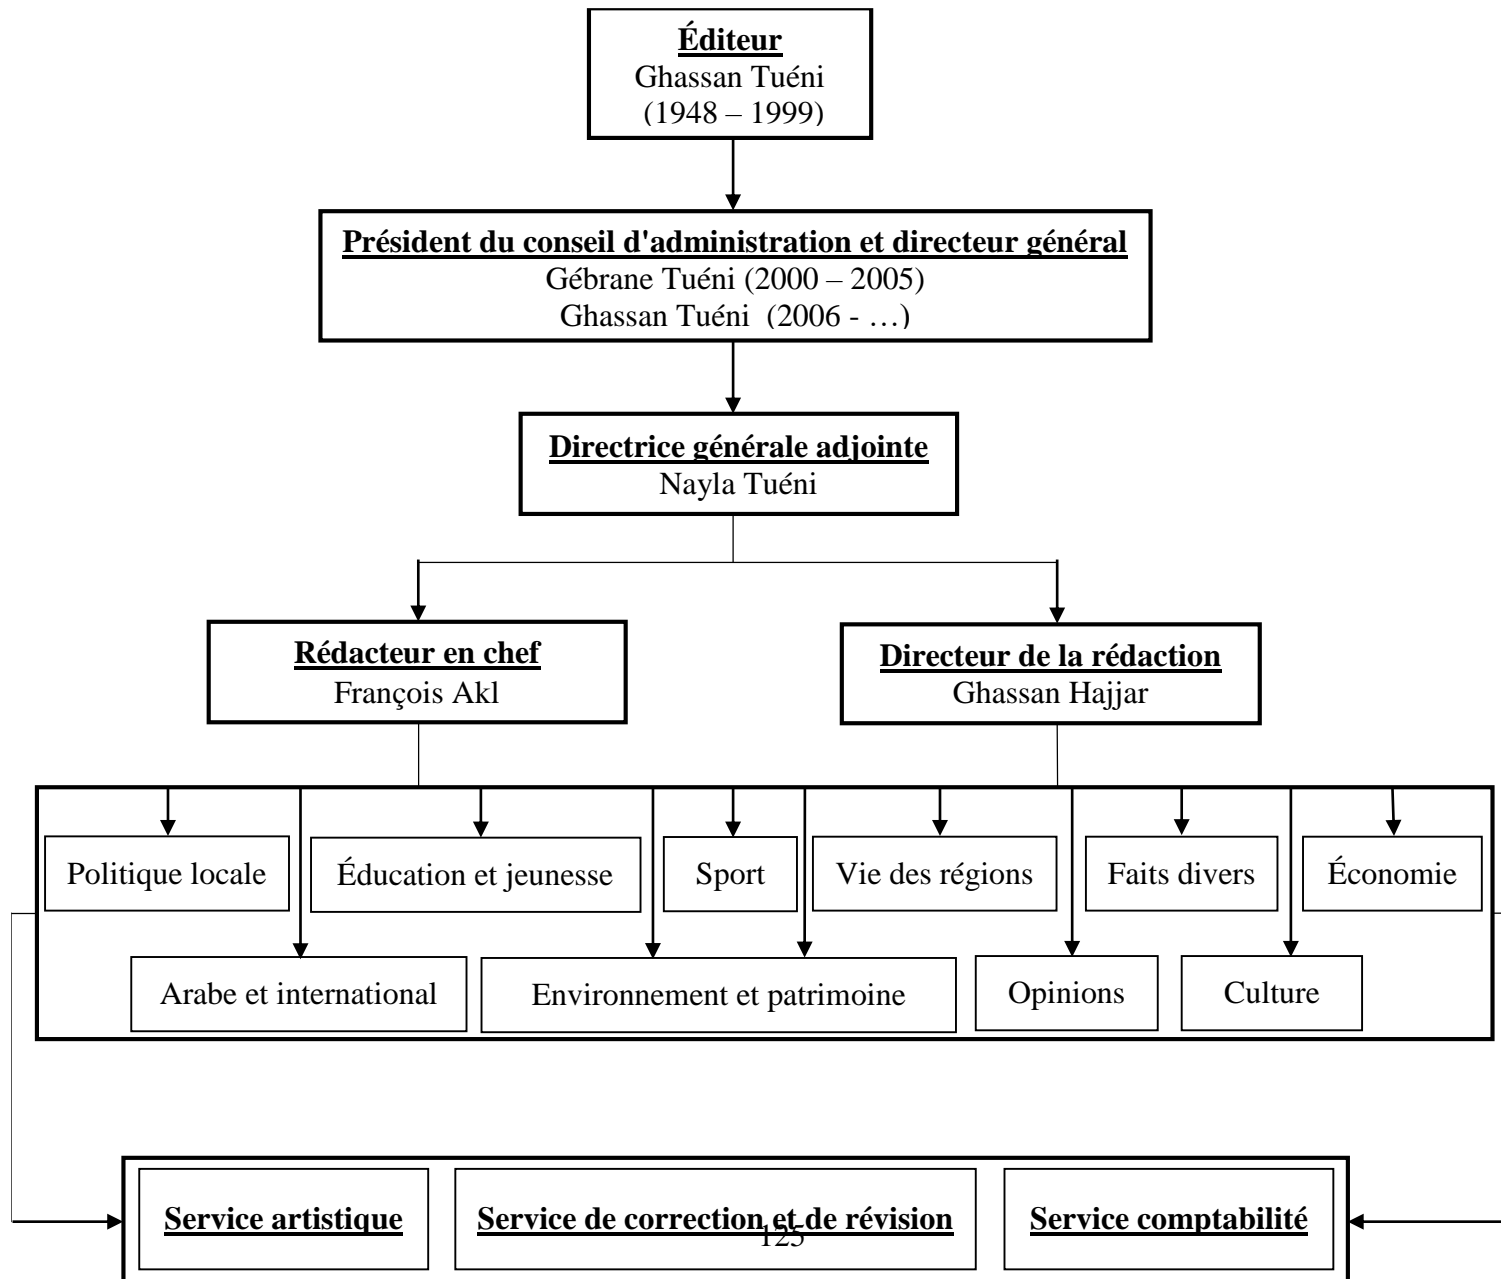 Éditeur
Ghassan Tuéni
(1948 – 1999)
Président du conseil d'administration et directeur général
Gébrane Tuéni (2000 – 2005)
Ghassan Tuéni (2006 - …)
Directrice générale adjointe
Nayla Tuéni
Rédacteur en chef
François Akl
Directeur de la rédaction
Ghassan Hajjar
Politique locale
Éducation et jeunesse
Sport
Vie des régions
Faits divers
Économie
Arabe et international
Environnement et patrimoine
Opinions
Culture
Service artistique
Service de correction et de révision
Service comptabilité
125